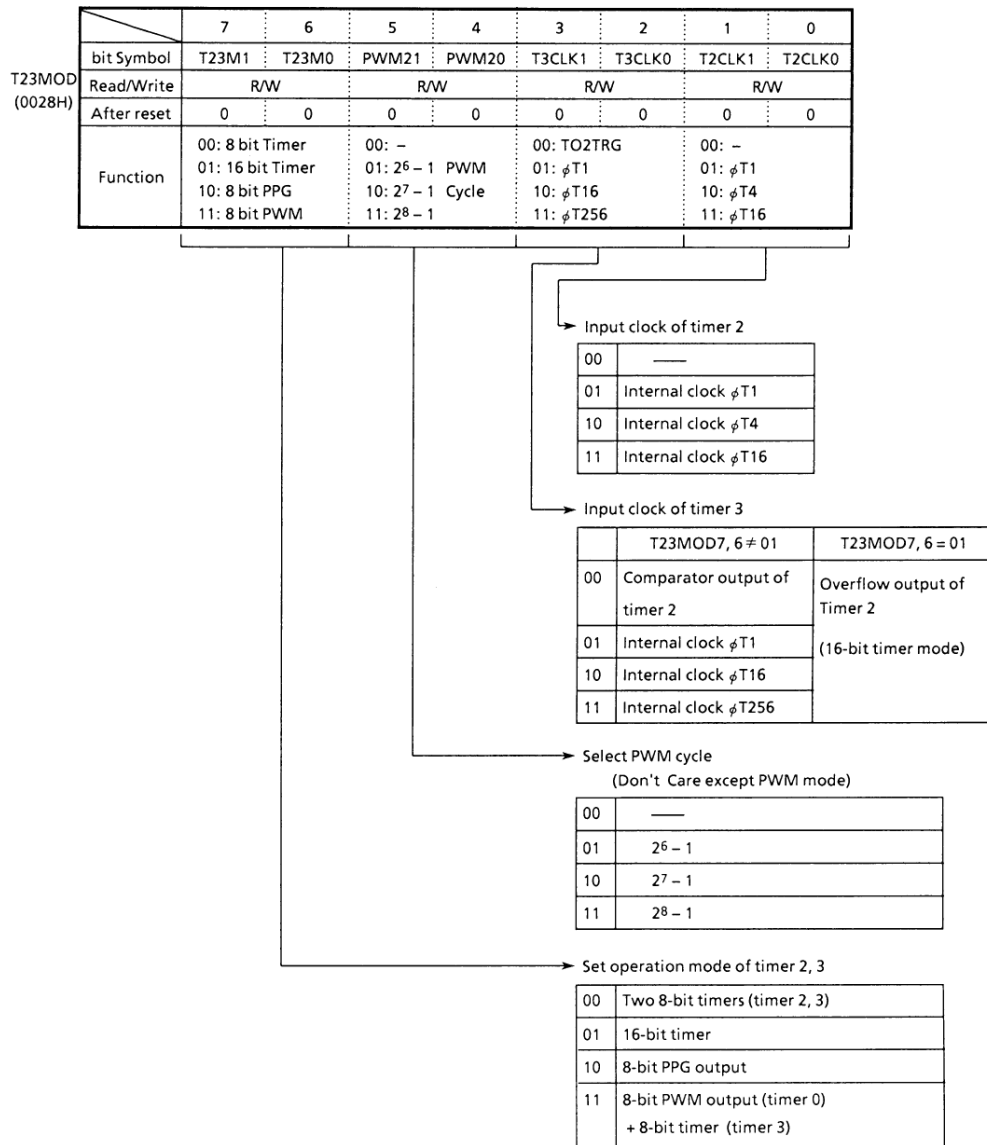 7 6 5 4 3 2 1 0
bit Symbol T23M1 T23M0 PWM21 PWM20 T3CLK1 T3CLK0 T2CLK1 T2CLK0
T23MOD
(0028H)
Read/Write R/W R/W R/W R/W
After reset 0 0 0 0 0 0 0 0
Function
00: 8 bit Timer 00: – 00: TO2TRG 00: –
01: 16 bit Timer 01: 2⁶ – 1 PWM 01: ϕT1 01: ϕT1
10: 8 bit PPG 10: 2⁷ – 1 Cycle 10: ϕT16 10: ϕT4
11: 8 bit PWM 11: 2⁸ – 1 11: ϕT256 11: ϕT16
Input clock of timer 2
00 ——
01 Internal clock ϕT1
10 Internal clock ϕT4
11 Internal clock ϕT16
Input clock of timer 3
T23MOD7, 6 ≠ 01 T23MOD7, 6 = 01
00 Comparator output of
timer 2
Overflow output of
Timer 2
(16-bit timer mode)
01 Internal clock ϕT1
10 Internal clock ϕT16
11 Internal clock ϕT256
Select PWM cycle
(Don't Care except PWM mode)
00 ——
01 2⁶ – 1
10 2⁷ – 1
11 2⁸ – 1
Set operation mode of timer 2, 3
00 Two 8-bit timers (timer 2, 3)
01 16-bit timer
10 8-bit PPG output
11 8-bit PWM output (timer 0)
+ 8-bit timer (timer 3)